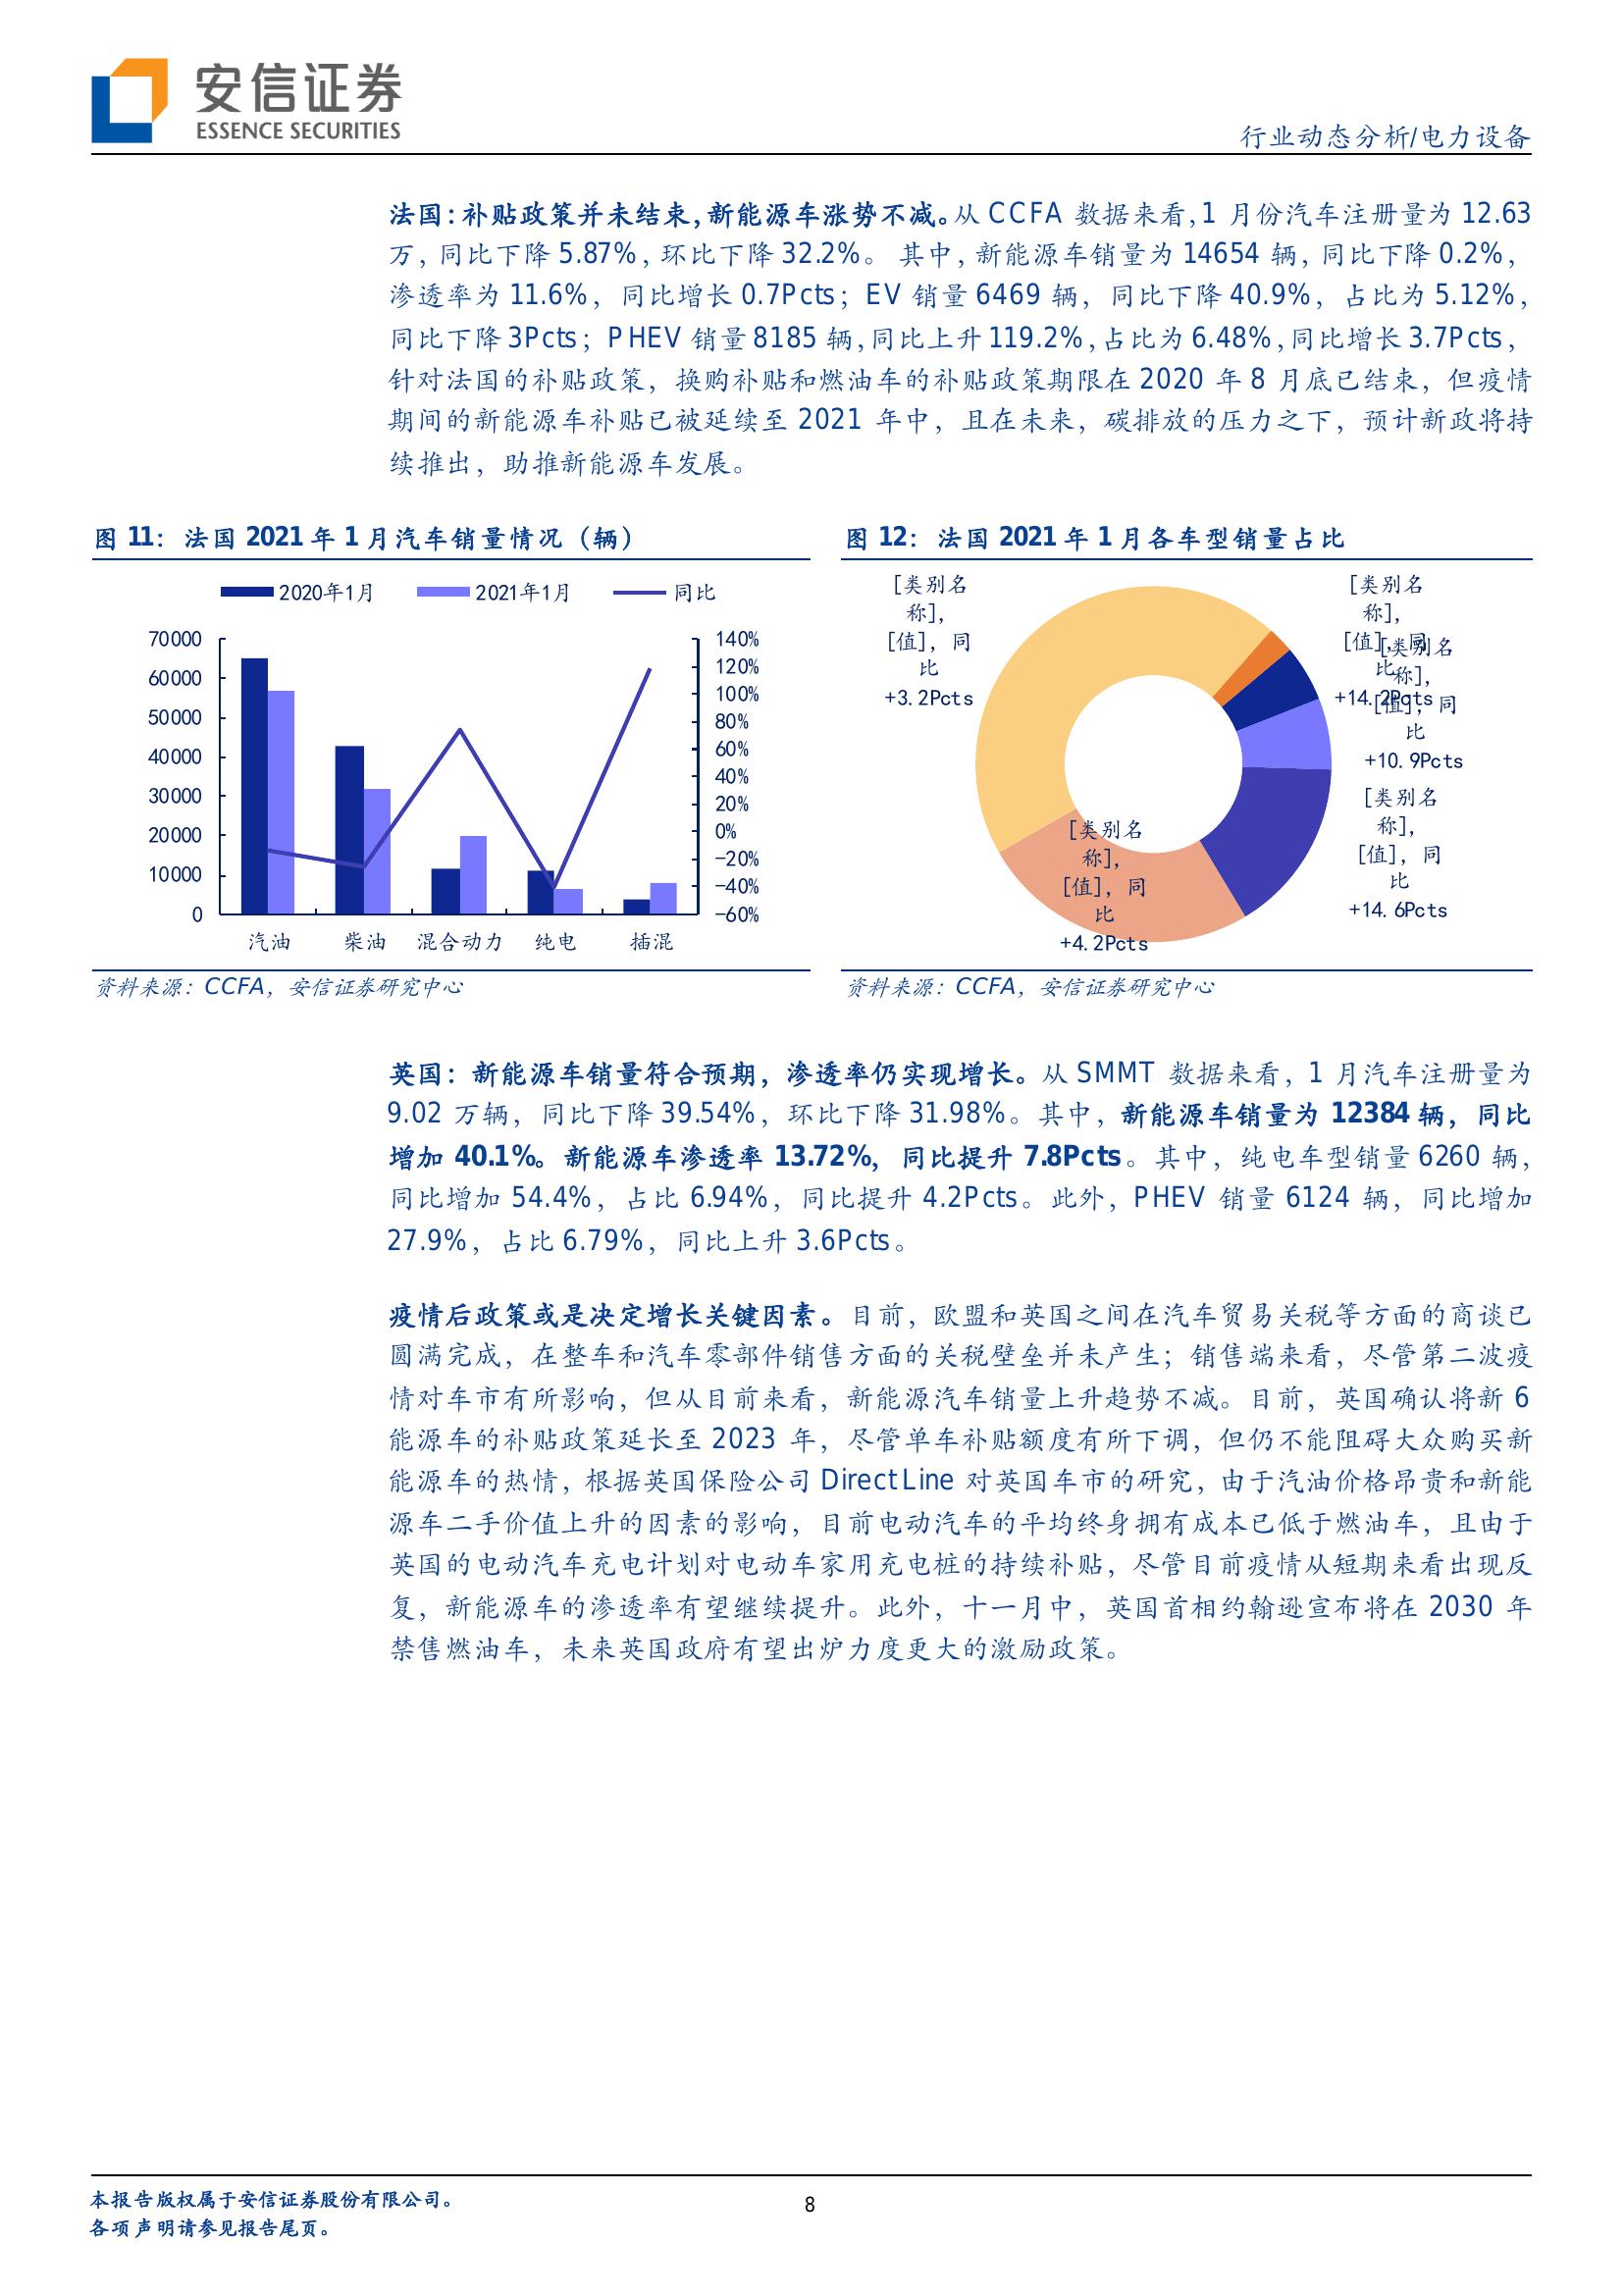 安信证券
ESSENCE SECURITIES
行业动态分析/电力设备
法国：补贴政策并未结束，新能源车涨势不减。从 CCFA 数据来看，1 月份汽车注册量为 12.63
万，同比下降 5.87%，环比下降 32.2%。 其中，新能源车销量为 14654 辆，同比下降 0.2%，
渗透率为 11.6%，同比增长 0.7Pcts；EV 销量 6469 辆，同比下降 40.9%，占比为 5.12%，
同比下降 3Pcts；PHEV 销量 8185 辆，同比上升 119.2%，占比为 6.48%，同比增长 3.7Pcts，
针对法国的补贴政策，换购补贴和燃油车的补贴政策期限在 2020 年 8 月底已结束，但疫情
期间的新能源车补贴已被延续至 2021 年中，且在未来，碳排放的压力之下，预计新政将持
续推出，助推新能源车发展。
图 11：法国 2021 年 1 月汽车销量情况（辆）
2020年1月
2021年1月
同比
70000
60000
50000
40000
30000
20000
10000
0
140%
120%
100%
80%
60%
40%
20%
0%
-20%
-40%
-60%
汽油
柴油
混合动力
纯电
插混
资料来源：CCFA，安信证券研究中心
图 12：法国 2021 年 1 月各车型销量占比
[类别名
称],
[值], 同
比
+3.2Pcts
[类别名
称],
[值], 同
比
+14.2Pcts
[类别名
称],
[值], 同
比
+10.9Pcts
[类别名
称],
[值], 同
比
+14.6Pcts
[类别名
称],
[值], 同
比
+4.2Pcts
资料来源：CCFA，安信证券研究中心
英国：新能源车销量符合预期，渗透率仍实现增长。从 SMMT 数据来看，1 月汽车注册量为
9.02 万辆，同比下降 39.54%，环比下降 31.98%。其中，新能源车销量为 12384 辆，同比
增加 40.1%。新能源车渗透率 13.72%，同比提升 7.8Pcts。其中，纯电车型销量 6260 辆，
同比增加 54.4%，占比 6.94%，同比提升 4.2Pcts。此外，PHEV 销量 6124 辆，同比增加
27.9%，占比 6.79%，同比上升 3.6Pcts。
疫情后政策或是决定增长关键因素。目前，欧盟和英国之间在汽车贸易关税等方面的商谈已
圆满完成，在整车和汽车零部件销售方面的关税壁垒并未产生；销售端来看，尽管第二波疫
情对车市有所影响，但从目前来看，新能源汽车销量上升趋势不减。目前，英国确认将新 6
能源车的补贴政策延长至 2023 年，尽管单车补贴额度有所下调，但仍不能阻碍大众购买新
能源车的热情，根据英国保险公司 Direct Line 对英国车市的研究，由于汽油价格昂贵和新能
源车二手价值上升的因素的影响，目前电动汽车的平均终身拥有成本已低于燃油车，且由于
英国的电动汽车充电计划对电动车家用充电桩的持续补贴，尽管目前疫情从短期来看出现反
复，新能源车的渗透率有望继续提升。此外，十一月中，英国首相约翰逊宣布将在 2030 年
禁售燃油车，未来英国政府有望出炉力度更大的激励政策。
本报告版权属于安信证券股份有限公司。
各项声明请参见报告尾页。
8